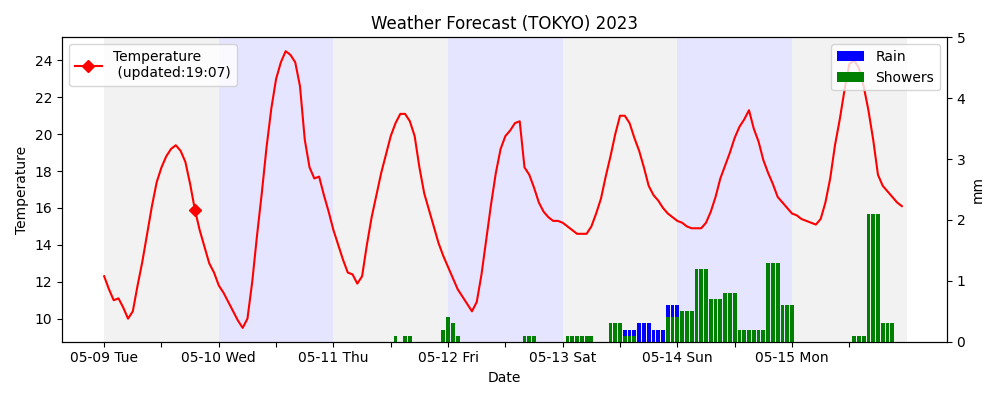 Weather Forecast (TOKYO) 2023
Temperature
(updated:19:07)
Rain
Showers
Temperature
24
22
20
18
16
14
12
10
5
4
3
2
1
0
mm
05-09 Tue
05-10 Wed
05-11 Thu
05-12 Fri
05-13 Sat
05-14 Sun
05-15 Mon
Date